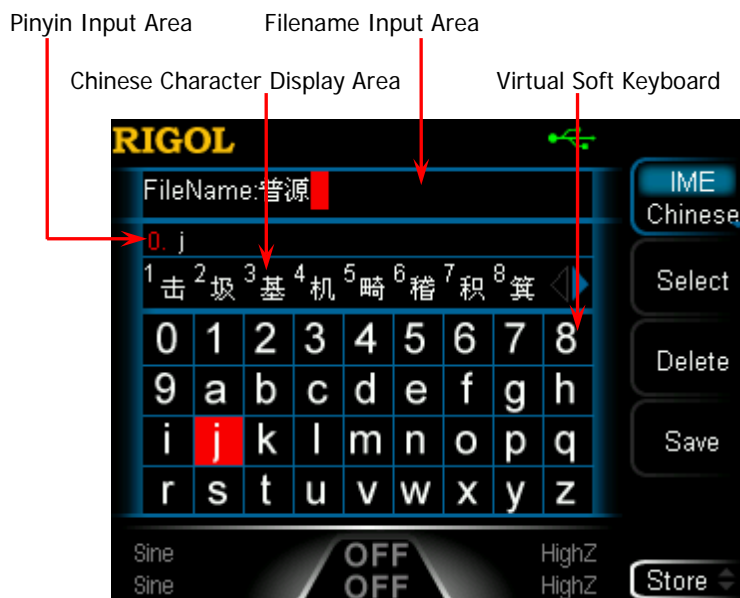 Pinyin Input Area Filename Input Area
Chinese Character Display Area Virtual Soft Keyboard
RIGOL
FileName:普源
IME
Chinese
0. j
1击 2圾 3基 4机 5畸 6稽 7积 8箕
Select
0 1 2 3 4 5 6 7 8
Delete
9 a b c d e f g h
i j k l m n o p q
Save
r s t u v w x y z
Sine OFF HighZ
Sine OFF HighZ
Store